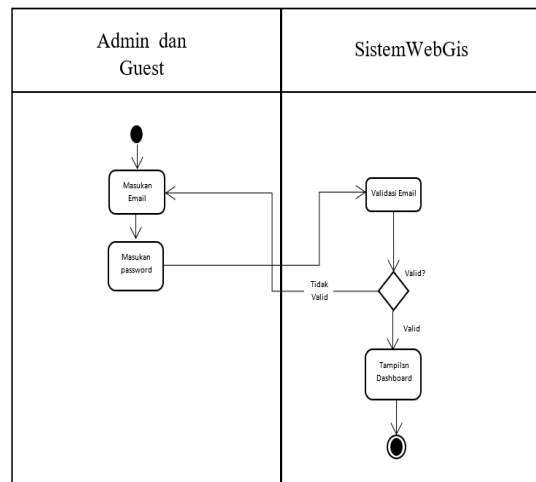 Admin dan
Guest
SistemWebGis
Masukan
Email
Validasi Email
Masukan
password
Valid?
Tidak
Valid
Valid
Tampilsn
Dashboard